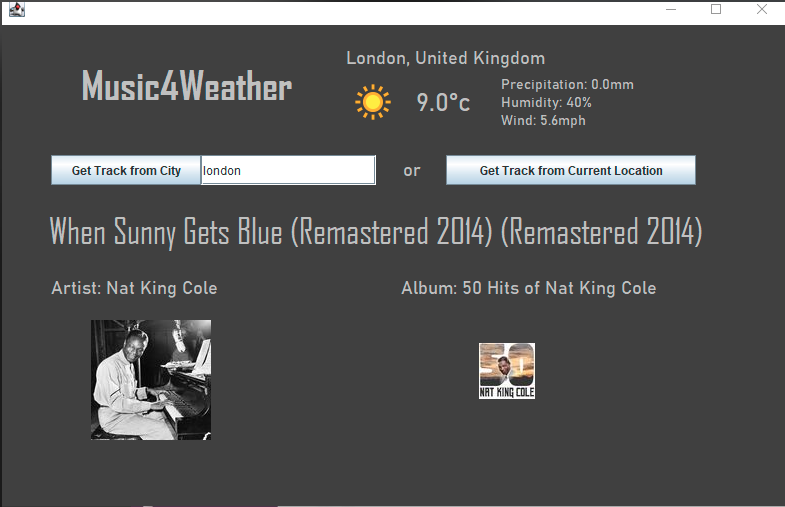 London, United Kingdom
Music4Weather
9.0°c
Precipitation: 0.0mm
Humidity: 40%
Wind: 5.6mph
Get Track from City
london
or
Get Track from Current Location
When Sunny Gets Blue (Remastered 2014) (Remastered 2014)
Artist: Nat King Cole
Album: 50 Hits of Nat King Cole
50
NAT KING COLE